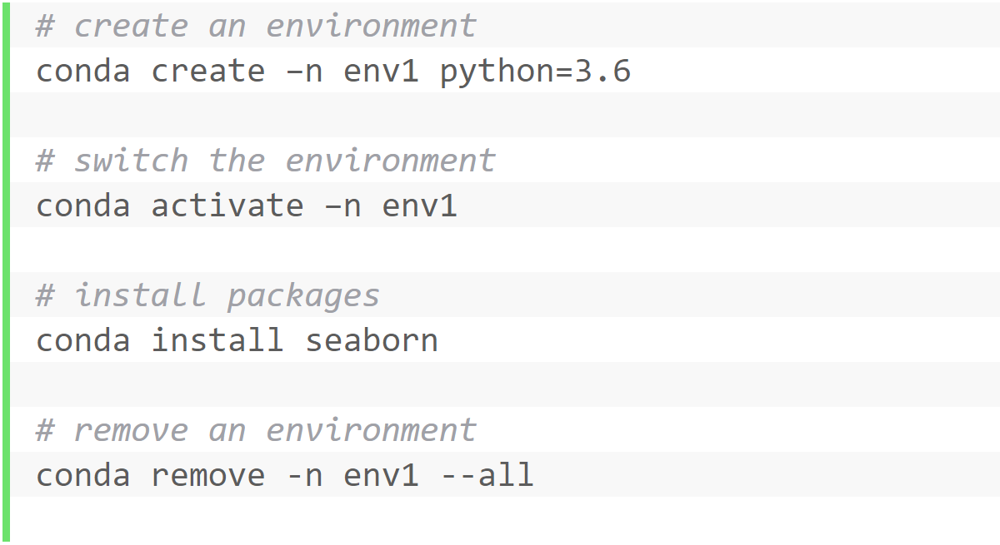 # create an environment
conda create –n env1 python=3.6
# switch the environment
conda activate –n env1
# install packages
conda install seaborn
# remove an environment
conda remove -n env1 --all